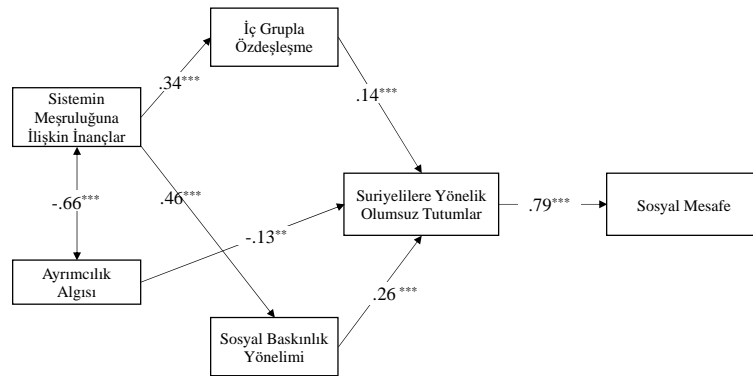 İç Grupla
Özdeşleşme
.34***
.14***
Sistemin
Meşruluğuna
İlişkin İnançlar
-.66***
.46***
Suriyelilere Yönelik
Olumsuz Tutumlar
.79***
Sosyal Mesafe
-.13**
Ayrımcılık
Algısı
.26 ***
Sosyal Baskınlık
Yönelimi